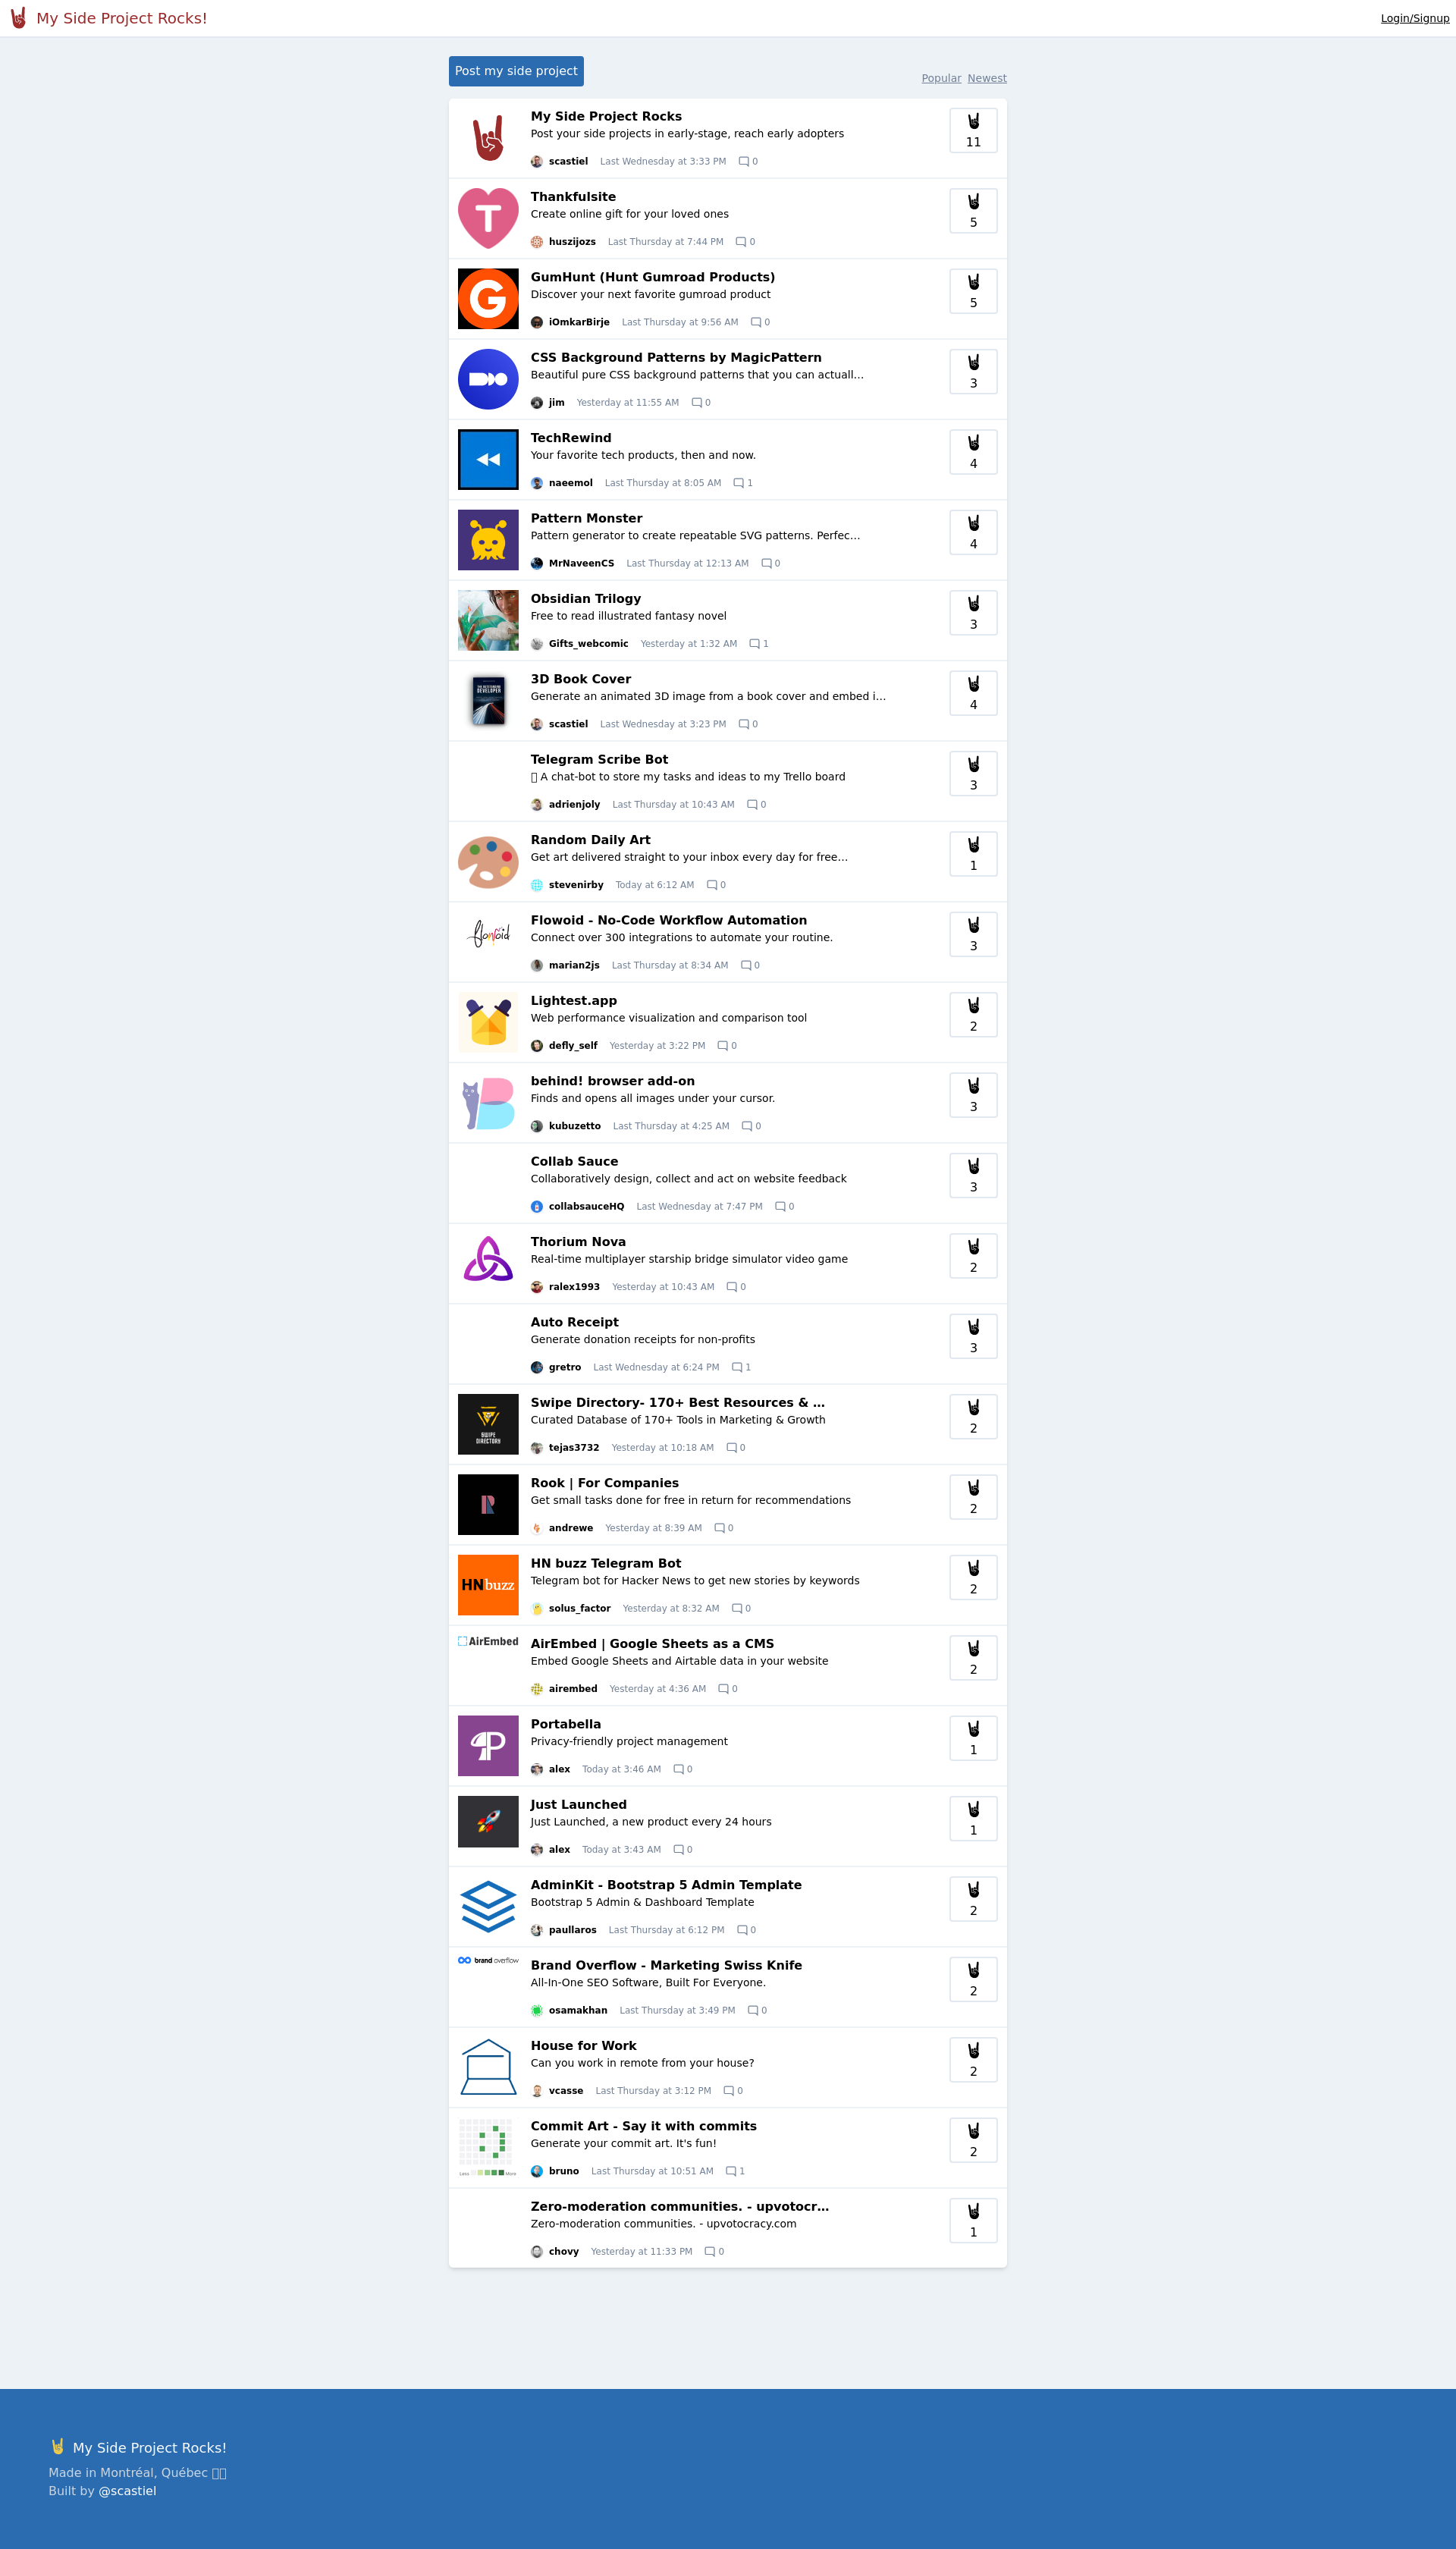 My Side Project Rocks!
Login/Signup
Post my side project
Popular Newest
My Side Project Rocks
Post your side projects in early-stage, reach early adopters
scastiel Last Wednesday at 3:33 PM 0
11
T
Thankfulsite
Create online gift for your loved ones
huszijozs Last Thursday at 7:44 PM 0
5
G
GumHunt (Hunt Gumroad Products)
Discover your next favorite gumroad product
iOmkarBirje Last Thursday at 9:56 AM 0
5
CSS Background Patterns by MagicPattern
Beautiful pure CSS background patterns that you can actuall...
jim Yesterday at 11:55 AM 0
3
TechRewind
Your favorite tech products, then and now.
naeemol Last Thursday at 8:05 AM 1
4
Pattern Monster
Pattern generator to create repeatable SVG patterns. Perfec...
MrNaveenCS Last Thursday at 12:13 AM 0
4
Obsidian Trilogy
Free to read illustrated fantasy novel
Gifts_webcomic Yesterday at 1:32 AM 1
3
3D Book Cover
Generate an animated 3D image from a book cover and embed i...
scastiel Last Wednesday at 3:23 PM 0
4
Telegram Scribe Bot
A chat-bot to store my tasks and ideas to my Trello board
adrienjoly Last Thursday at 10:43 AM 0
3
Random Daily Art
Get art delivered straight to your inbox every day for free...
stevenirby Today at 6:12 AM 0
1
flowoid
Flowoid - No-Code Workflow Automation
Connect over 300 integrations to automate your routine.
marian2js Last Thursday at 8:34 AM 0
3
Lightest.app
Web performance visualization and comparison tool
defly_self Yesterday at 3:22 PM 0
2
behind! browser add-on
Finds and opens all images under your cursor.
kubuzetto Last Thursday at 4:25 AM 0
3
Collab Sauce
Collaboratively design, collect and act on website feedback
collabsauceHQ Last Wednesday at 7:47 PM 0
3
Thorium Nova
Real-time multiplayer starship bridge simulator video game
ralex1993 Yesterday at 10:43 AM 0
2
Auto Receipt
Generate donation receipts for non-profits
gretro Last Wednesday at 6:24 PM 1
3
SWIPE
DIRECTORY
Swipe Directory- 170+ Best Resources & ...
Curated Database of 170+ Tools in Marketing & Growth
tejas3732 Yesterday at 10:18 AM 0
2
R
Rook | For Companies
Get small tasks done for free in return for recommendations
andrewe Yesterday at 8:39 AM 0
2
HNbuzz
HN buzz Telegram Bot
Telegram bot for Hacker News to get new stories by keywords
solus_factor Yesterday at 8:32 AM 0
2
AirEmbed
AirEmbed | Google Sheets as a CMS
Embed Google Sheets and Airtable data in your website
airembed Yesterday at 4:36 AM 0
2
Portabella
Privacy-friendly project management
alex Today at 3:46 AM 0
1
Just Launched
Just Launched, a new product every 24 hours
alex Today at 3:43 AM 0
1
AdminKit - Bootstrap 5 Admin Template
Bootstrap 5 Admin & Dashboard Template
paullaros Last Thursday at 6:12 PM 0
2
brand overflow
Brand Overflow - Marketing Swiss Knife
All-In-One SEO Software, Built For Everyone.
osamakhan Last Thursday at 3:49 PM 0
2
House for Work
Can you work in remote from your house?
vcasse Last Thursday at 3:12 PM 0
2
Less More
Commit Art - Say it with commits
Generate your commit art. It's fun!
bruno Last Thursday at 10:51 AM 1
2
Zero-moderation communities. - upvotocr...
Zero-moderation communities. - upvotocracy.com
chovy Yesterday at 11:33 PM 0
1
My Side Project Rocks!
Made in Montréal, Québec
Built by @scastiel